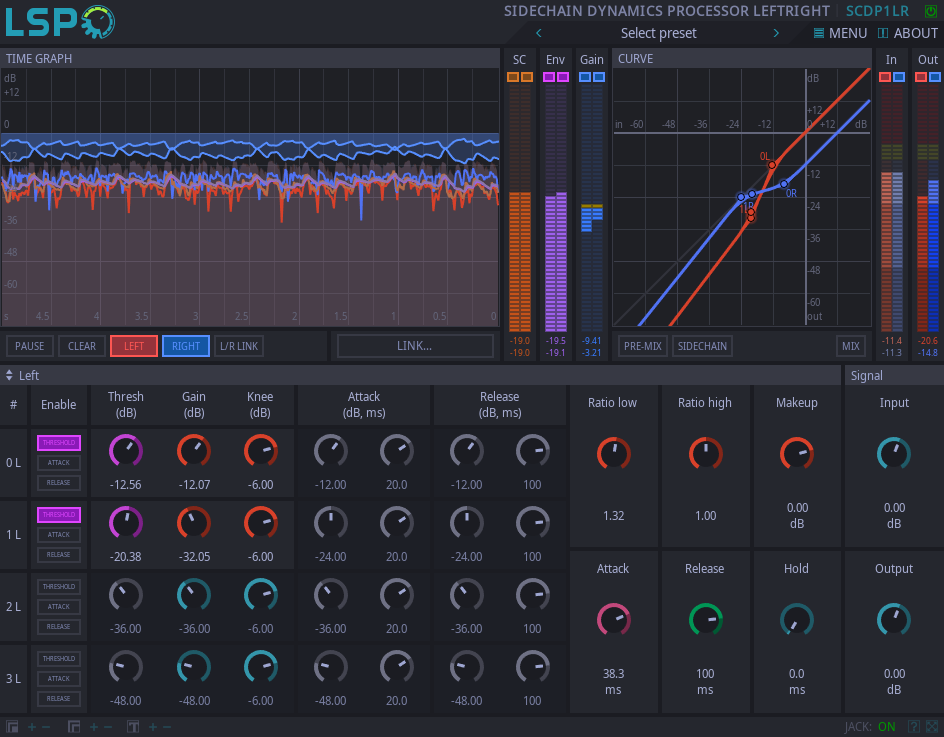 LSP
SIDECHAIN DYNAMICS PROCESSOR LEFTRIGHT SCDP1LR
Select preset
MENU
ABOUT
TIME GRAPH
dB
+12
0
-12
-36
-48
-60
s 4.5 4 3.5 3 2.5 2 1.5 1 0.5 0
PAUSE CLEAR LEFT RIGHT L/R LINK LINK...
SC Env Gain
-19.0 -19.5 -9.41
-19.0 -19.1 -3.21
CURVE
dB
+12
in -60 -48 -36 -24 -12 0 +12 dB
-12
-24
-36
-48
-60
out
0L
0R
PRE-MIX SIDECHAIN MIX
In Out
-11.4 -20.6
-11.3 -14.8
Left
# Enable Thresh (dB) Gain (dB) Knee (dB) Attack (dB, ms) Release (dB, ms)
0 L THRESHOLD ATTACK RELEASE -12.56 -12.07 -6.00 -12.00 20.0 -12.00 100
1 L THRESHOLD ATTACK RELEASE -20.38 -32.05 -6.00 -24.00 20.0 -24.00 100
2 L THRESHOLD ATTACK RELEASE -36.00 -36.00 -6.00 -36.00 20.0 -36.00 100
3 L THRESHOLD ATTACK RELEASE -48.00 -48.00 -6.00 -48.00 20.0 -48.00 100
Ratio low Ratio high Makeup
1.32 1.00 0.00 dB
Attack Release Hold
38.3 ms 100 ms 0.0 ms
Signal
Input
0.00 dB
Output
0.00 dB
JACK: ON